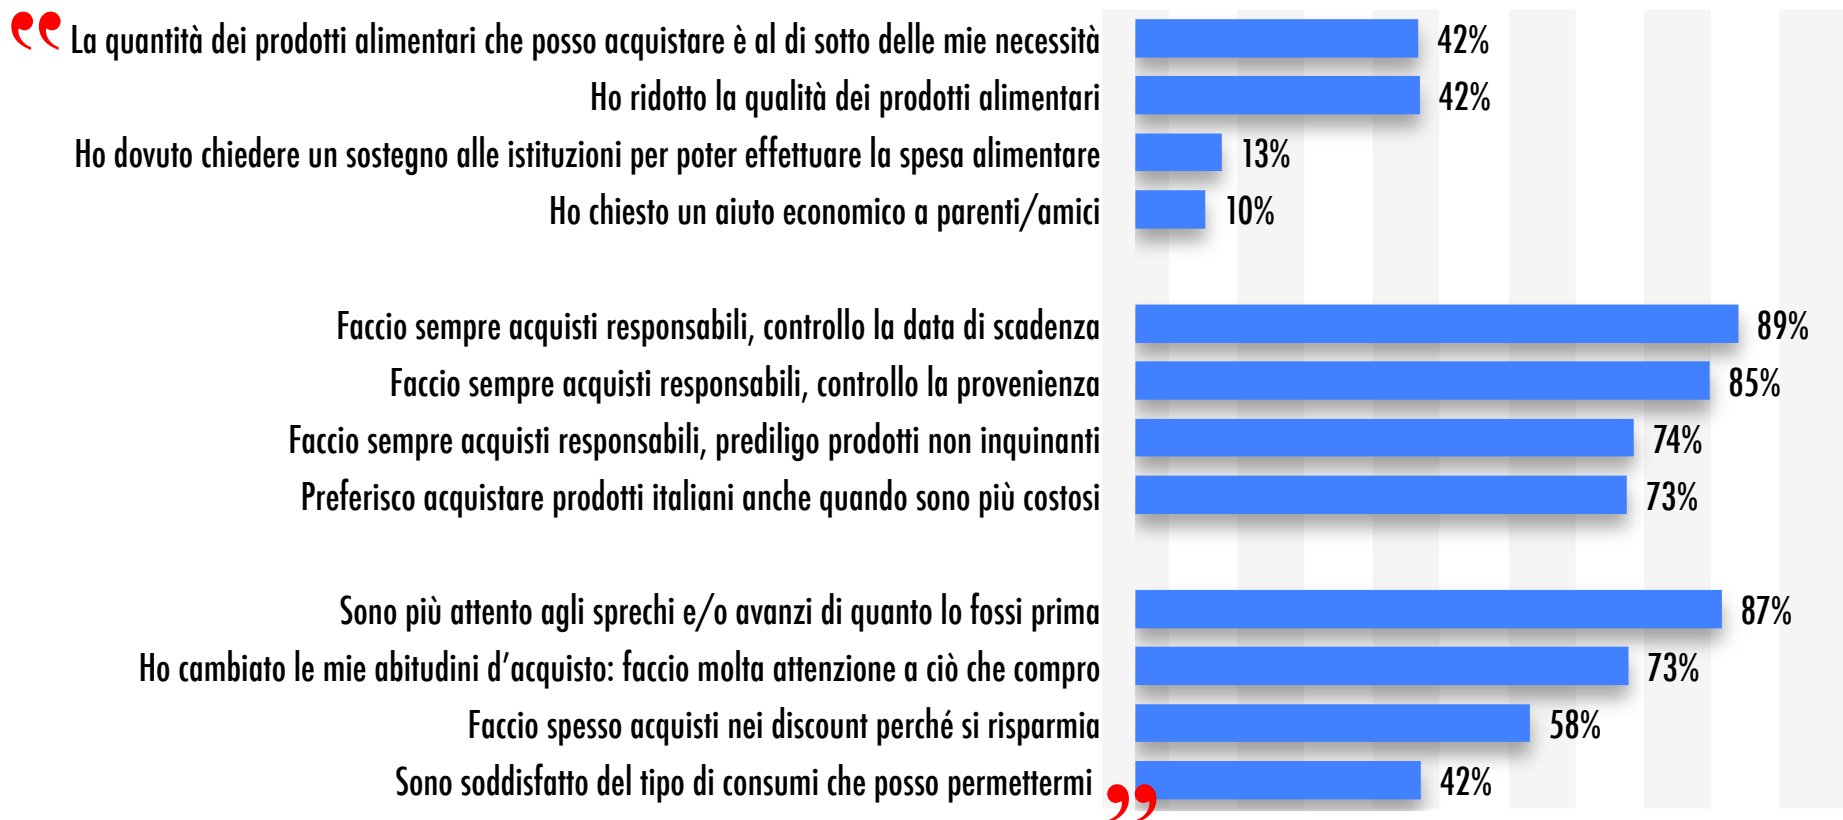 “ La quantità dei prodotti alimentari che posso acquistare è al di sotto delle mie necessità 42%
Ho ridotto la qualità dei prodotti alimentari 42%
Ho dovuto chiedere un sostegno alle istituzioni per poter effettuare la spesa alimentare 13%
Ho chiesto un aiuto economico a parenti/amici 10%
Faccio sempre acquisti responsabili, controllo la data di scadenza 89%
Faccio sempre acquisti responsabili, controllo la provenienza 85%
Faccio sempre acquisti responsabili, prediligo prodotti non inquinanti 74%
Preferisco acquistare prodotti italiani anche quando sono più costosi 73%
Sono più attento agli sprechi e/o avanzi di quanto lo fossi prima 87%
Ho cambiato le mie abitudini d’acquisto: faccio molta attenzione a ciò che compro 73%
Faccio spesso acquisti nei discount perché si risparmia 58%
Sono soddisfatto del tipo di consumi che posso permettermi ” 42%